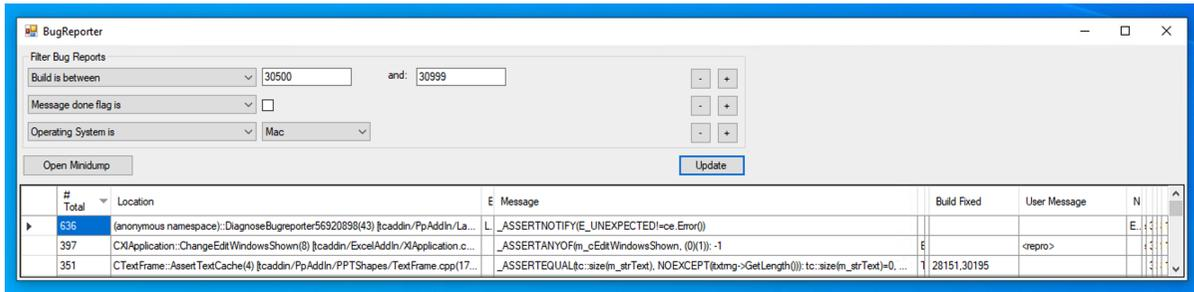 BugReporter
Filter Bug Reports
Build is between 30500 and: 30999 - +
Message done flag is - +
Operating System is Mac - +
Open Minidump Update
# Total Location E Message Build Fixed User Message N
636 (anonymous namespace)::DiagnoseBugreporter56920898(43) [tcaddin/PpAddIn/La... L. _ASSERTNOTIFY(E_UNEXPECTED!=ce.Error()) E..
397 CXIApplication::ChangeEditWindowsShown(8) [tcaddin/ExcelAddIn/XlApplication.c... _ASSERTANYOF(m_cEditWindowsShown, (0)(1)): -1 E <repro>
351 CTextFrame::AssertTextCache(4) [tcaddin/PpAddIn/PPTShapes/TextFrame.cpp(17... _ASSERTEQUAL(tc::size(m_strText), NOEXCEPT(itxtrng->GetLength())): tc::size(m_strText)=0, ... 28151,30195